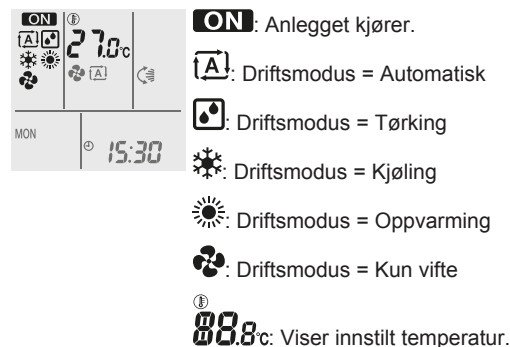 ON
27.0°C
A
MON
15:30
ON: Anlegget kjører.
A: Driftsmodus = Automatisk
: Driftsmodus = Tørking
: Driftsmodus = Kjøling
: Driftsmodus = Oppvarming
: Driftsmodus = Kun vifte
88.8°C: Viser innstilt temperatur.